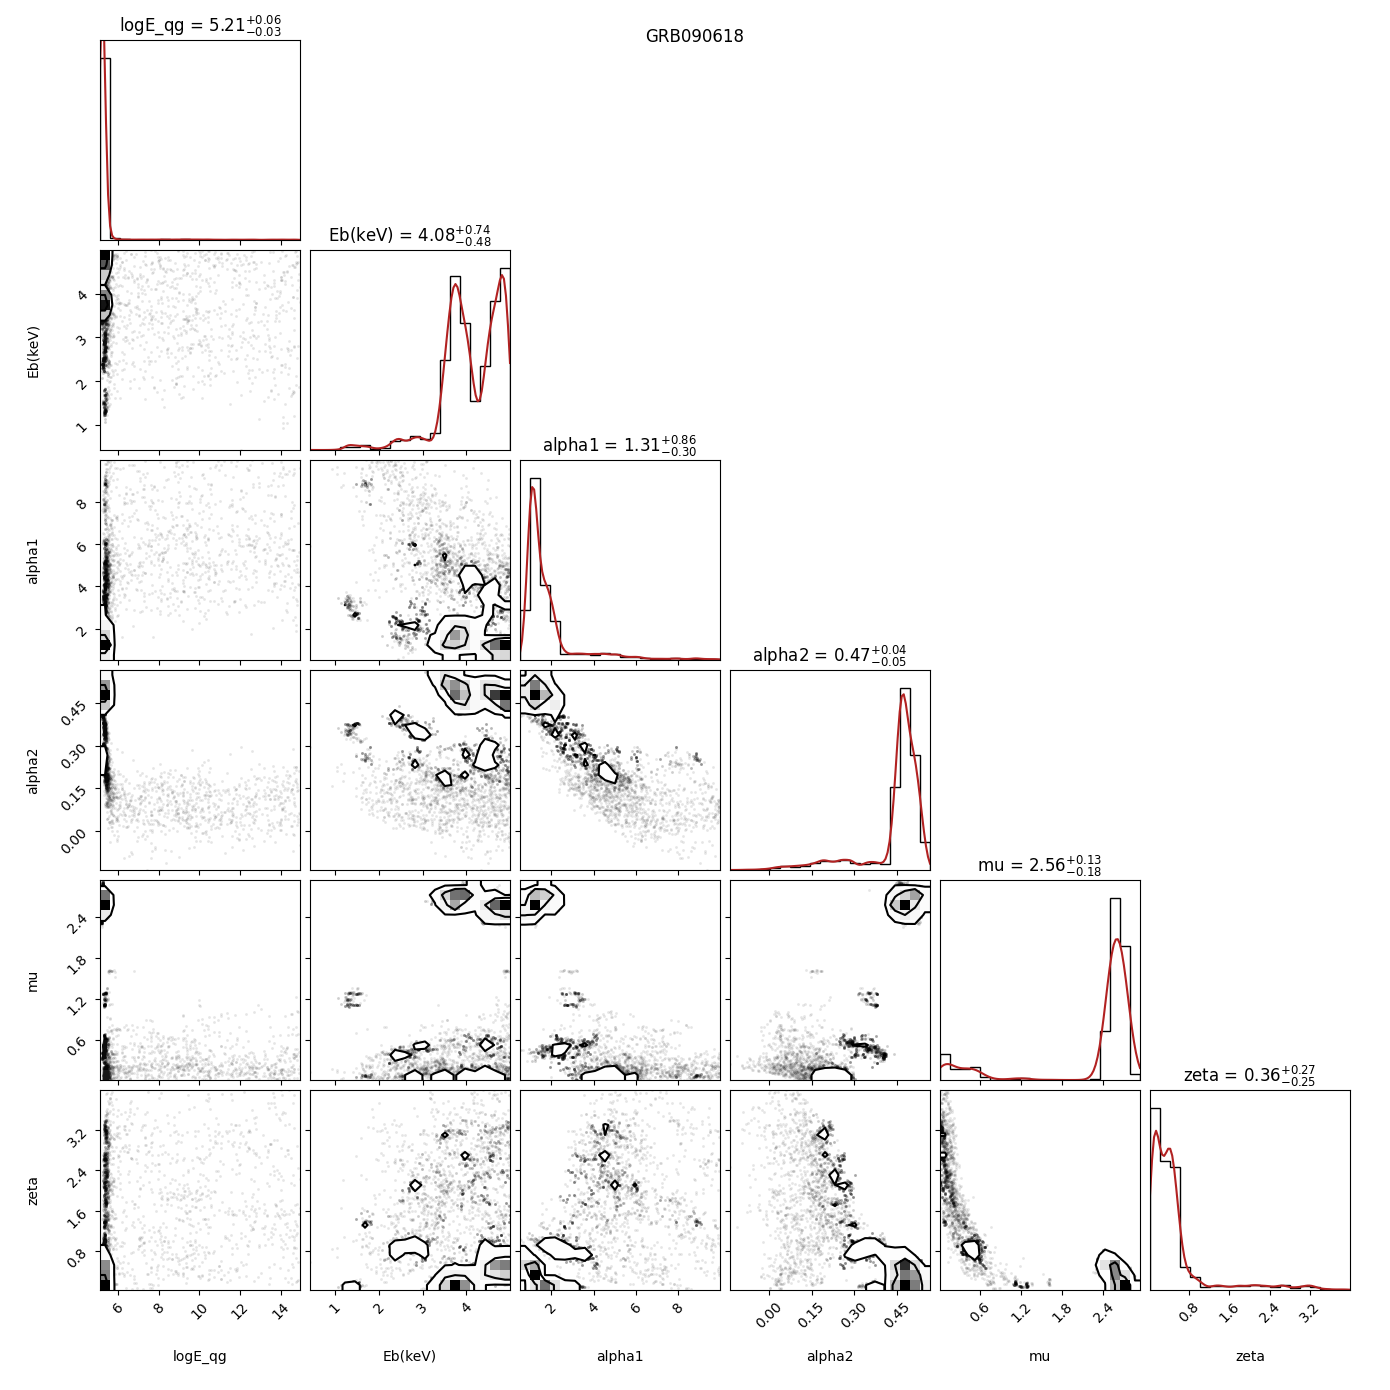 logE_qg = 5.21 +0.06 −0.03
GRB090618
Eb(keV) = 4.08 +0.74 −0.48
4
3
2
1
Eb(keV)
alpha1 = 1.31 +0.86 −0.30
8
6
4
2
alpha1
alpha2 = 0.47 +0.04 −0.05
0.45
0.30
0.15
0.00
alpha2
mu = 2.56 +0.13 −0.18
2.4
1.8
1.2
0.6
mu
zeta = 0.36 +0.27 −0.25
3.2
2.4
1.6
0.8
zeta
6 8 10 12 14 1 2 3 4 2 4 6 8 0.00 0.15 0.30 0.45 0.6 1.2 1.8 2.4 0.8 1.6 2.4 3.2
logE_qg Eb(keV) alpha1 alpha2 mu zeta